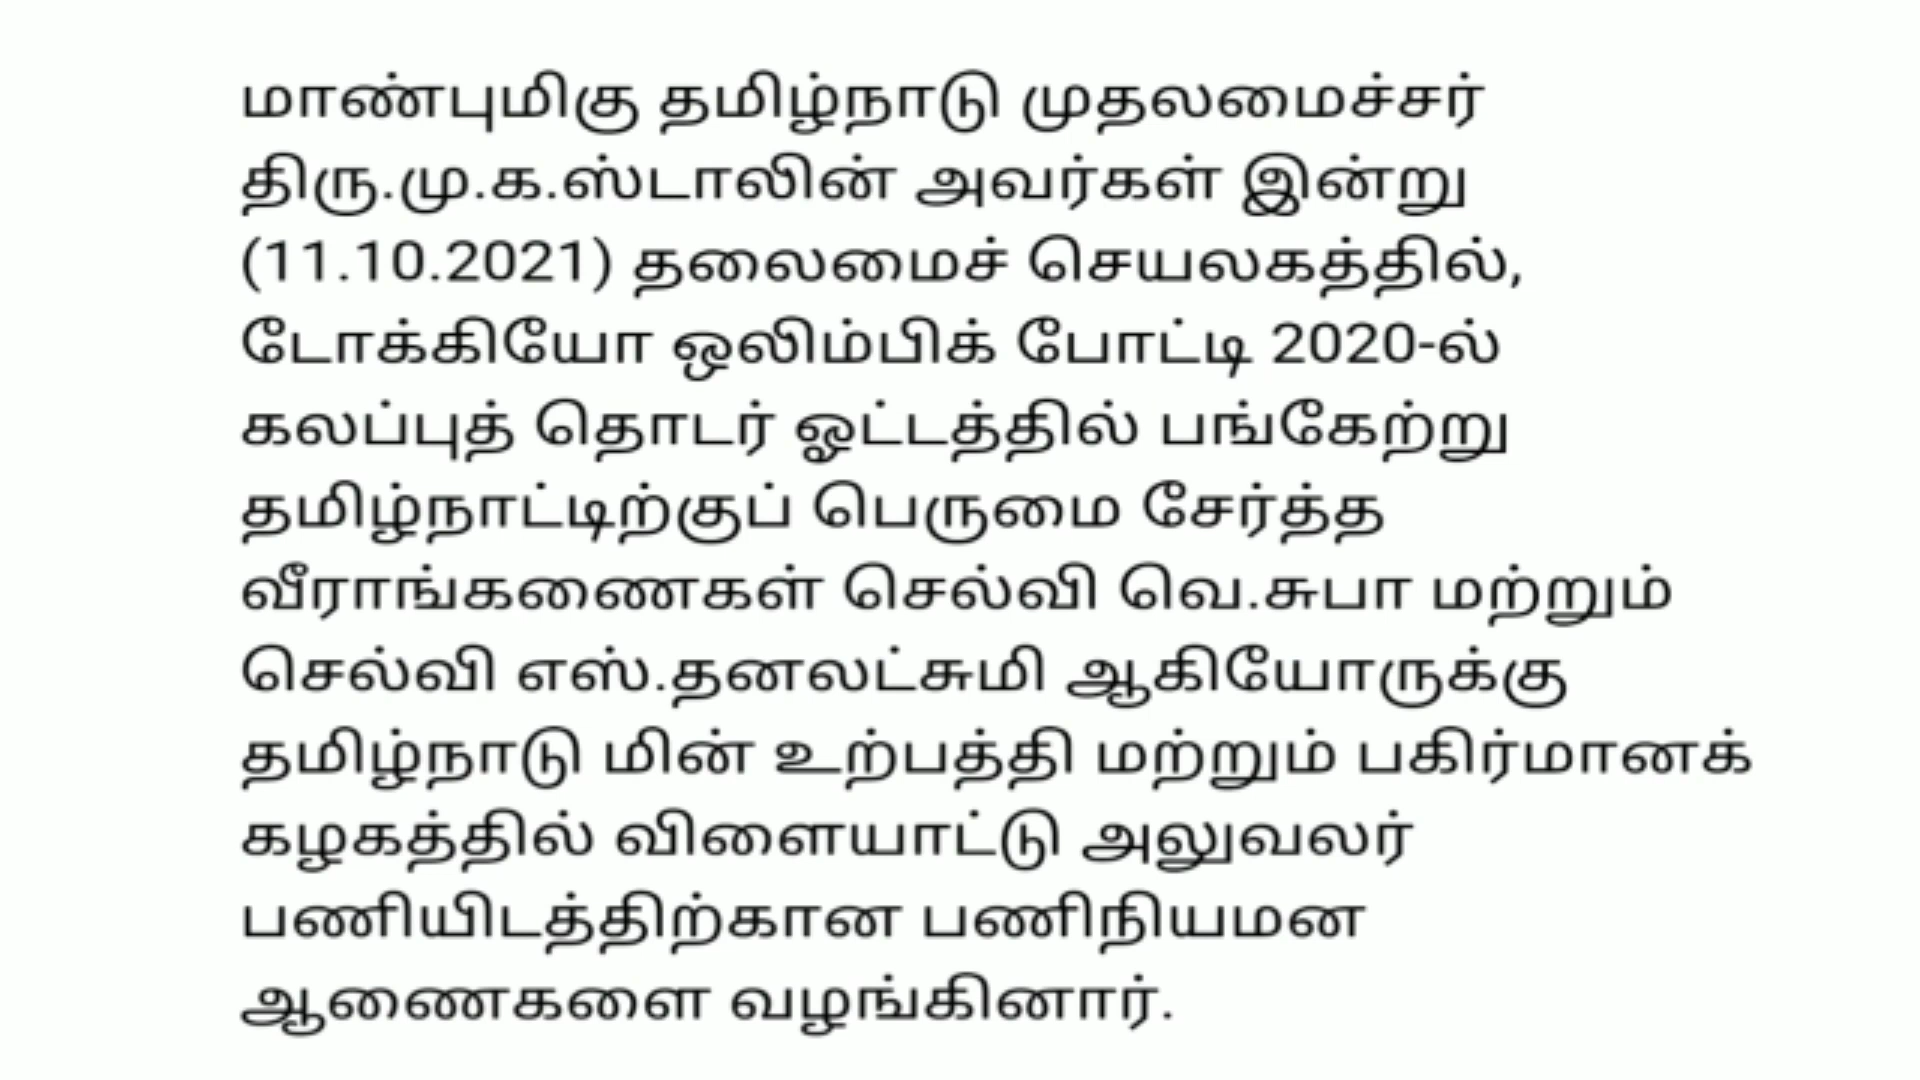 மாண்புமிகு தமிழ்நாடு முதலமைச்சர்
திரு.மு.க.ஸ்டாலின் அவர்கள் இன்று
(11.10.2021) தலைமைச் செயலகத்தில்,
டோக்கியோ ஒலிம்பிக் போட்டி 2020-ல்
கலப்புத் தொடர் ஓட்டத்தில் பங்கேற்று
தமிழ்நாட்டிற்குப் பெருமை சேர்த்த
வீராங்கணைகள் செல்வி வெ.சுபா மற்றும்
செல்வி எஸ்.தனலட்சுமி ஆகியோருக்கு
தமிழ்நாடு மின் உற்பத்தி மற்றும் பகிர்மானக்
கழகத்தில் விளையாட்டு அலுவலர்
பணியிடத்திற்கான பணிநியமன
ஆணைகளை வழங்கினார்.